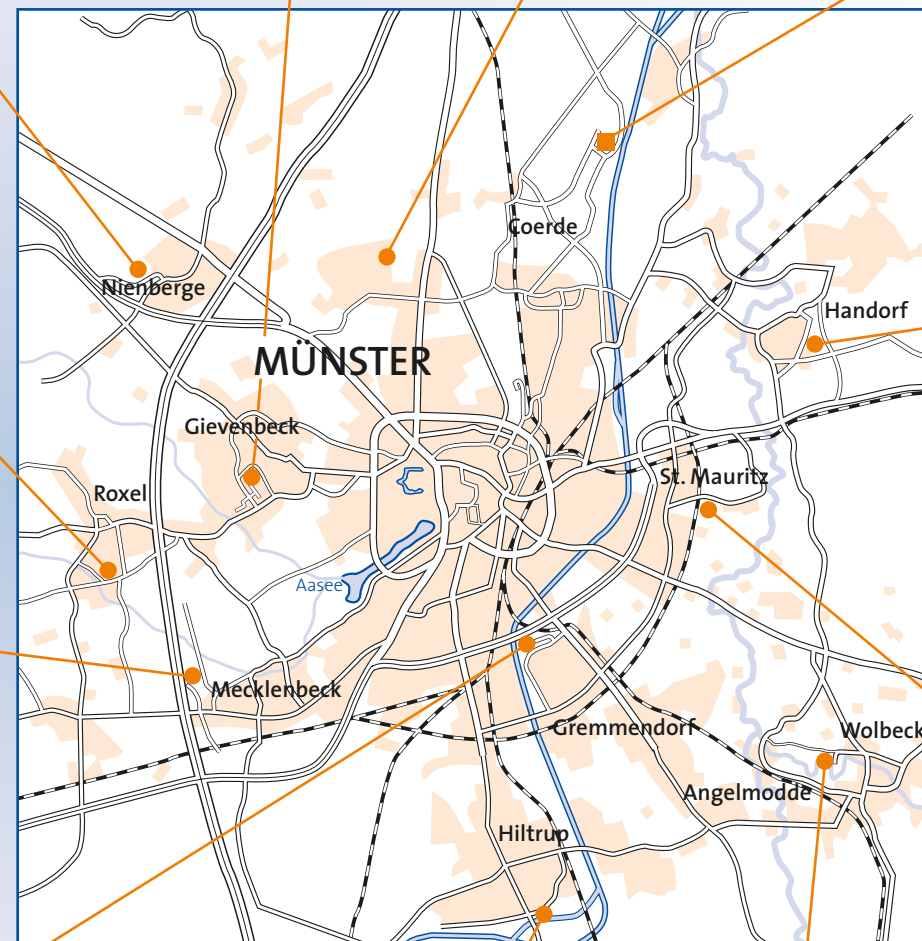 Coerde
Nienberge
Handorf
MÜNSTER
Gievenbeck
St. Mauritz
Roxel
Aasee
Mecklenbeck
Gremmendorf
Wolbeck
Angelmodde
Hiltrup